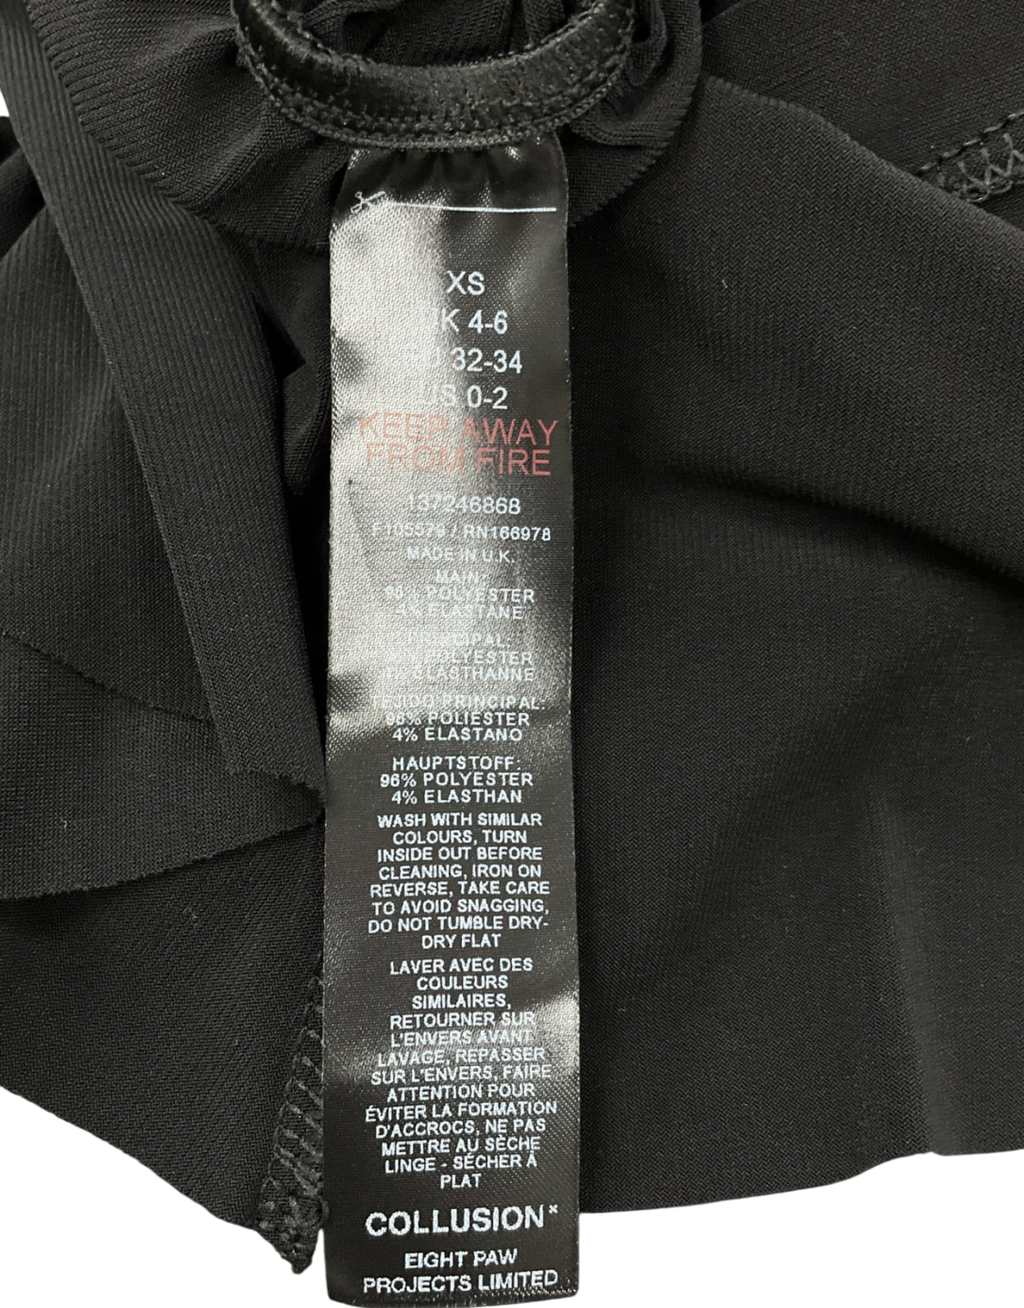 XS
K 4-6
32-34
S 0-2
KEEP AWAY
FROM FIRE
137246868
F105579 / RN166978
MADE IN U.K.
MAIN:
96% POLYESTER
4% ELASTANE
PRINCIPAL:
POLYESTER
ELASTHANNE
TEJIDO PRINCIPAL:
96% POLIESTER
4% ELASTANO
HAUPTSTOFF:
96% POLYESTER
4% ELASTHAN
WASH WITH SIMILAR
COLOURS, TURN
INSIDE OUT BEFORE
CLEANING, IRON ON
REVERSE, TAKE CARE
TO AVOID SNAGGING,
DO NOT TUMBLE DRY-
DRY FLAT
LAVER AVEC DES
COULEURS
SIMILAIRES,
RETOURNER SUR
L'ENVERS AVANT
LAVAGE, REPASSER
SUR L'ENVERS, FAIRE
ATTENTION POUR
ÉVITER LA FORMATION
D'ACCROCS, NE PAS
METTRE AU SÈCHE
LINGE - SÉCHER À
PLAT
COLLUSION×
EIGHT PAW
PROJECTS LIMITED